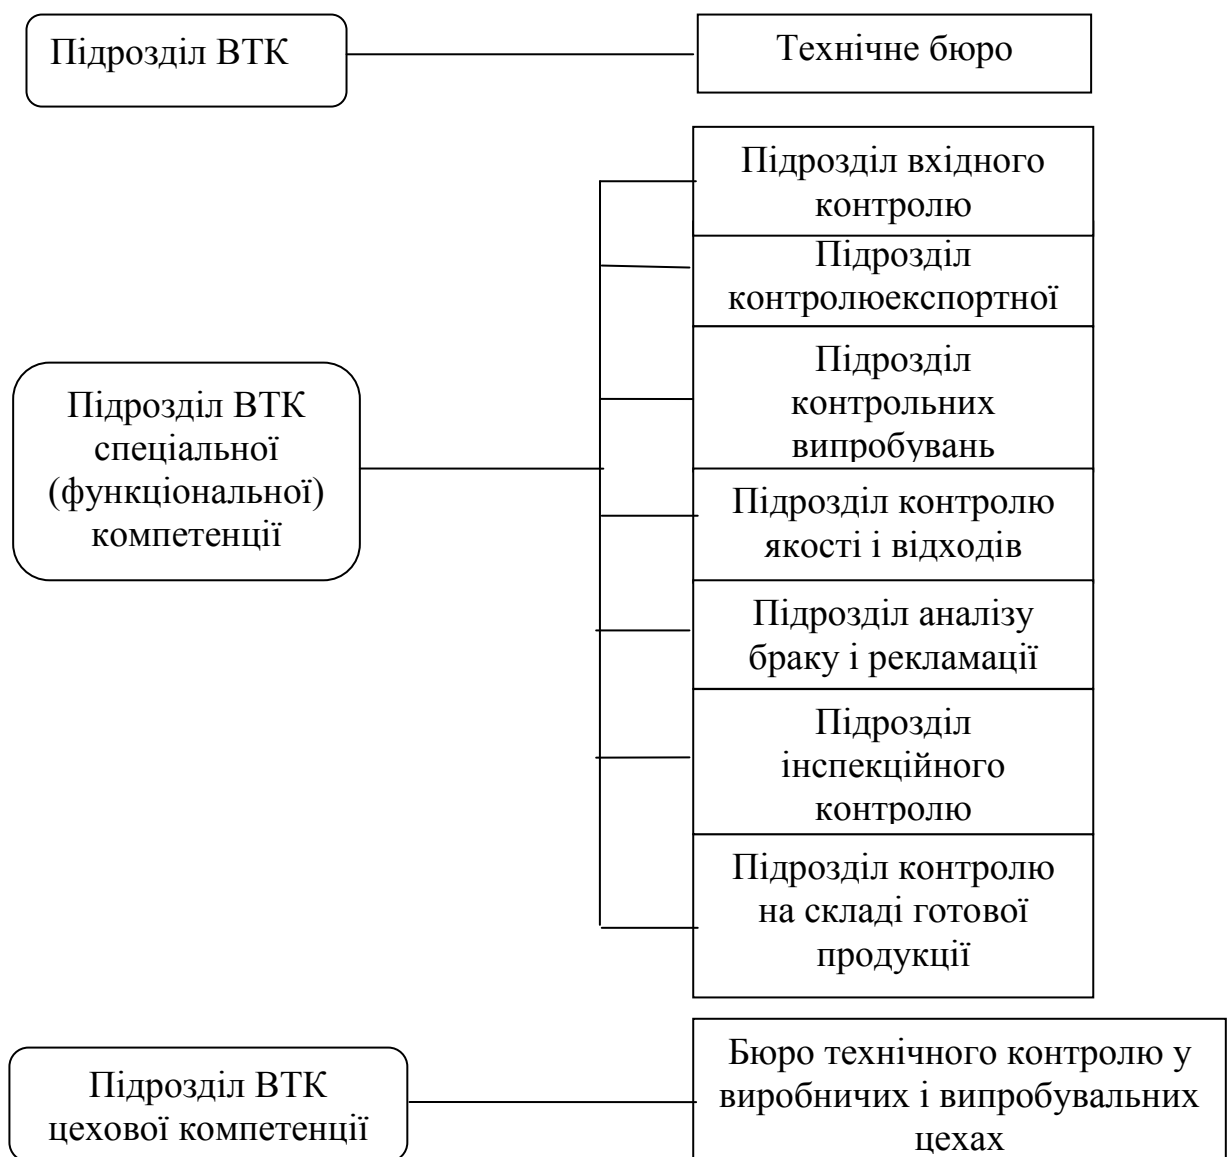 Підрозділ ВТК
Технічне бюро
Підрозділ вхідного
контролю
Підрозділ
контролюекспортної
Підрозділ
контрольних
випробувань
Підрозділ ВТК
спеціальної
(функціональної)
компетенції
Підрозділ контролю
якості і відходів
Підрозділ аналізу
браку і рекламації
Підрозділ
інспекційного
контролю
Підрозділ контролю
на складі готової
продукції
Підрозділ ВТК
цехової компетенції
Бюро технічного контролю у
виробничих і випробувальних
цехах